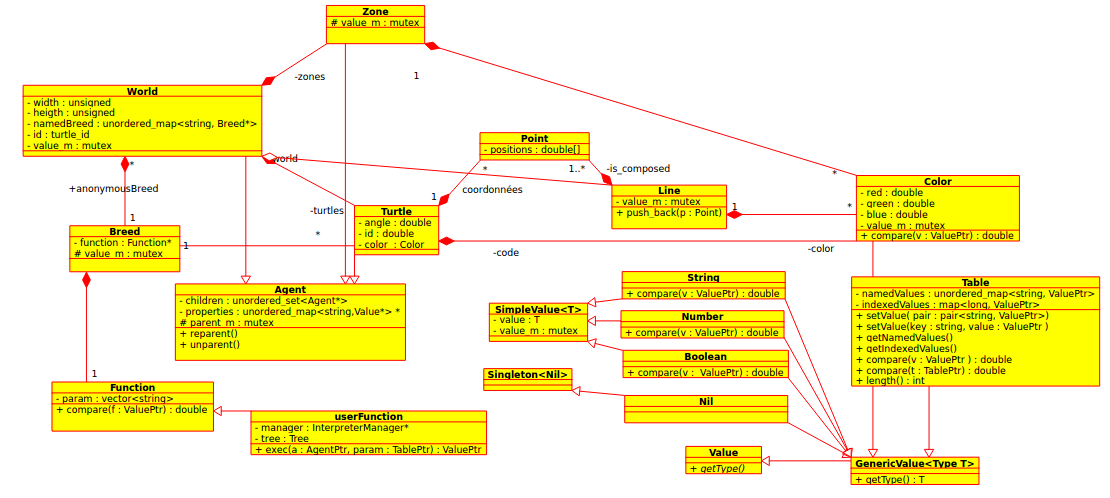 Zone
# value_m : mutex
-zones
1
World
- width : unsigned
- heigth : unsigned
- namedBreed : unordered_map<string, Breed*>
- id : turtle_id
- value_m : mutex
*
world
+anonymousBreed
1
Point
- positions : double[]
1..*
-is_composed
*
coordonnées
1
Line
- value_m : mutex
+ push_back(p : Point)
1
*
*
Color
- red : double
- green : double
- blue : double
- value_m : mutex
+ compare(v : ValuePtr) : double
-turtles
*
Turtle
- angle : double
- id : double
- color : Color
-code
-color
Breed
- function : Function*
# value_m : mutex
1
Agent
- children : unordered_set<Agent*>
- properties : unordered_map<string,Value*> *
# parent_m : mutex
+ reparent()
+ unparent()
String
+ compare(v : ValuePtr) : double
SimpleValue<T>
- value : T
- value_m : mutex
Number
+ compare(v : ValuePtr) : double
Boolean
+ compare(v : ValuePtr) : double
Singleton<Nil>
Nil
Table
- namedValues : unordered_map<string, ValuePtr>
- indexedValues : map<long, ValuePtr>
+ setValue( pair : pair<string, ValuePtr>)
+ setValue(key : string, value : ValuePtr )
+ getNamedValues()
+ getIndexedValues()
+ compare(v : ValuePtr ) : double
+ compare(t : TablePtr) : double
+ length() : int
1
Function
- param : vector<string>
+ compare(f : ValuePtr) : double
userFunction
- manager : InterpreterManager*
- tree : Tree
+ exec(a : AgentPtr, param : TablePtr) : ValuePtr
Value
+ getType()
GenericValue<Type T>
+ getType() : T